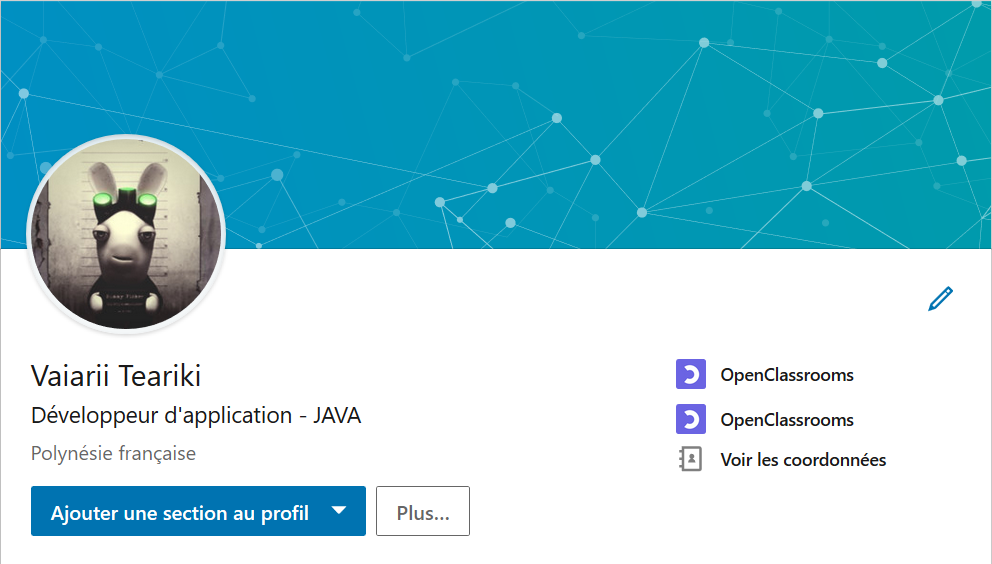 Vaiarii Teariki
Développeur d'application - JAVA
Polynésie française
Ajouter une section au profil
Plus...
OpenClassrooms
OpenClassrooms
Voir les coordonnées